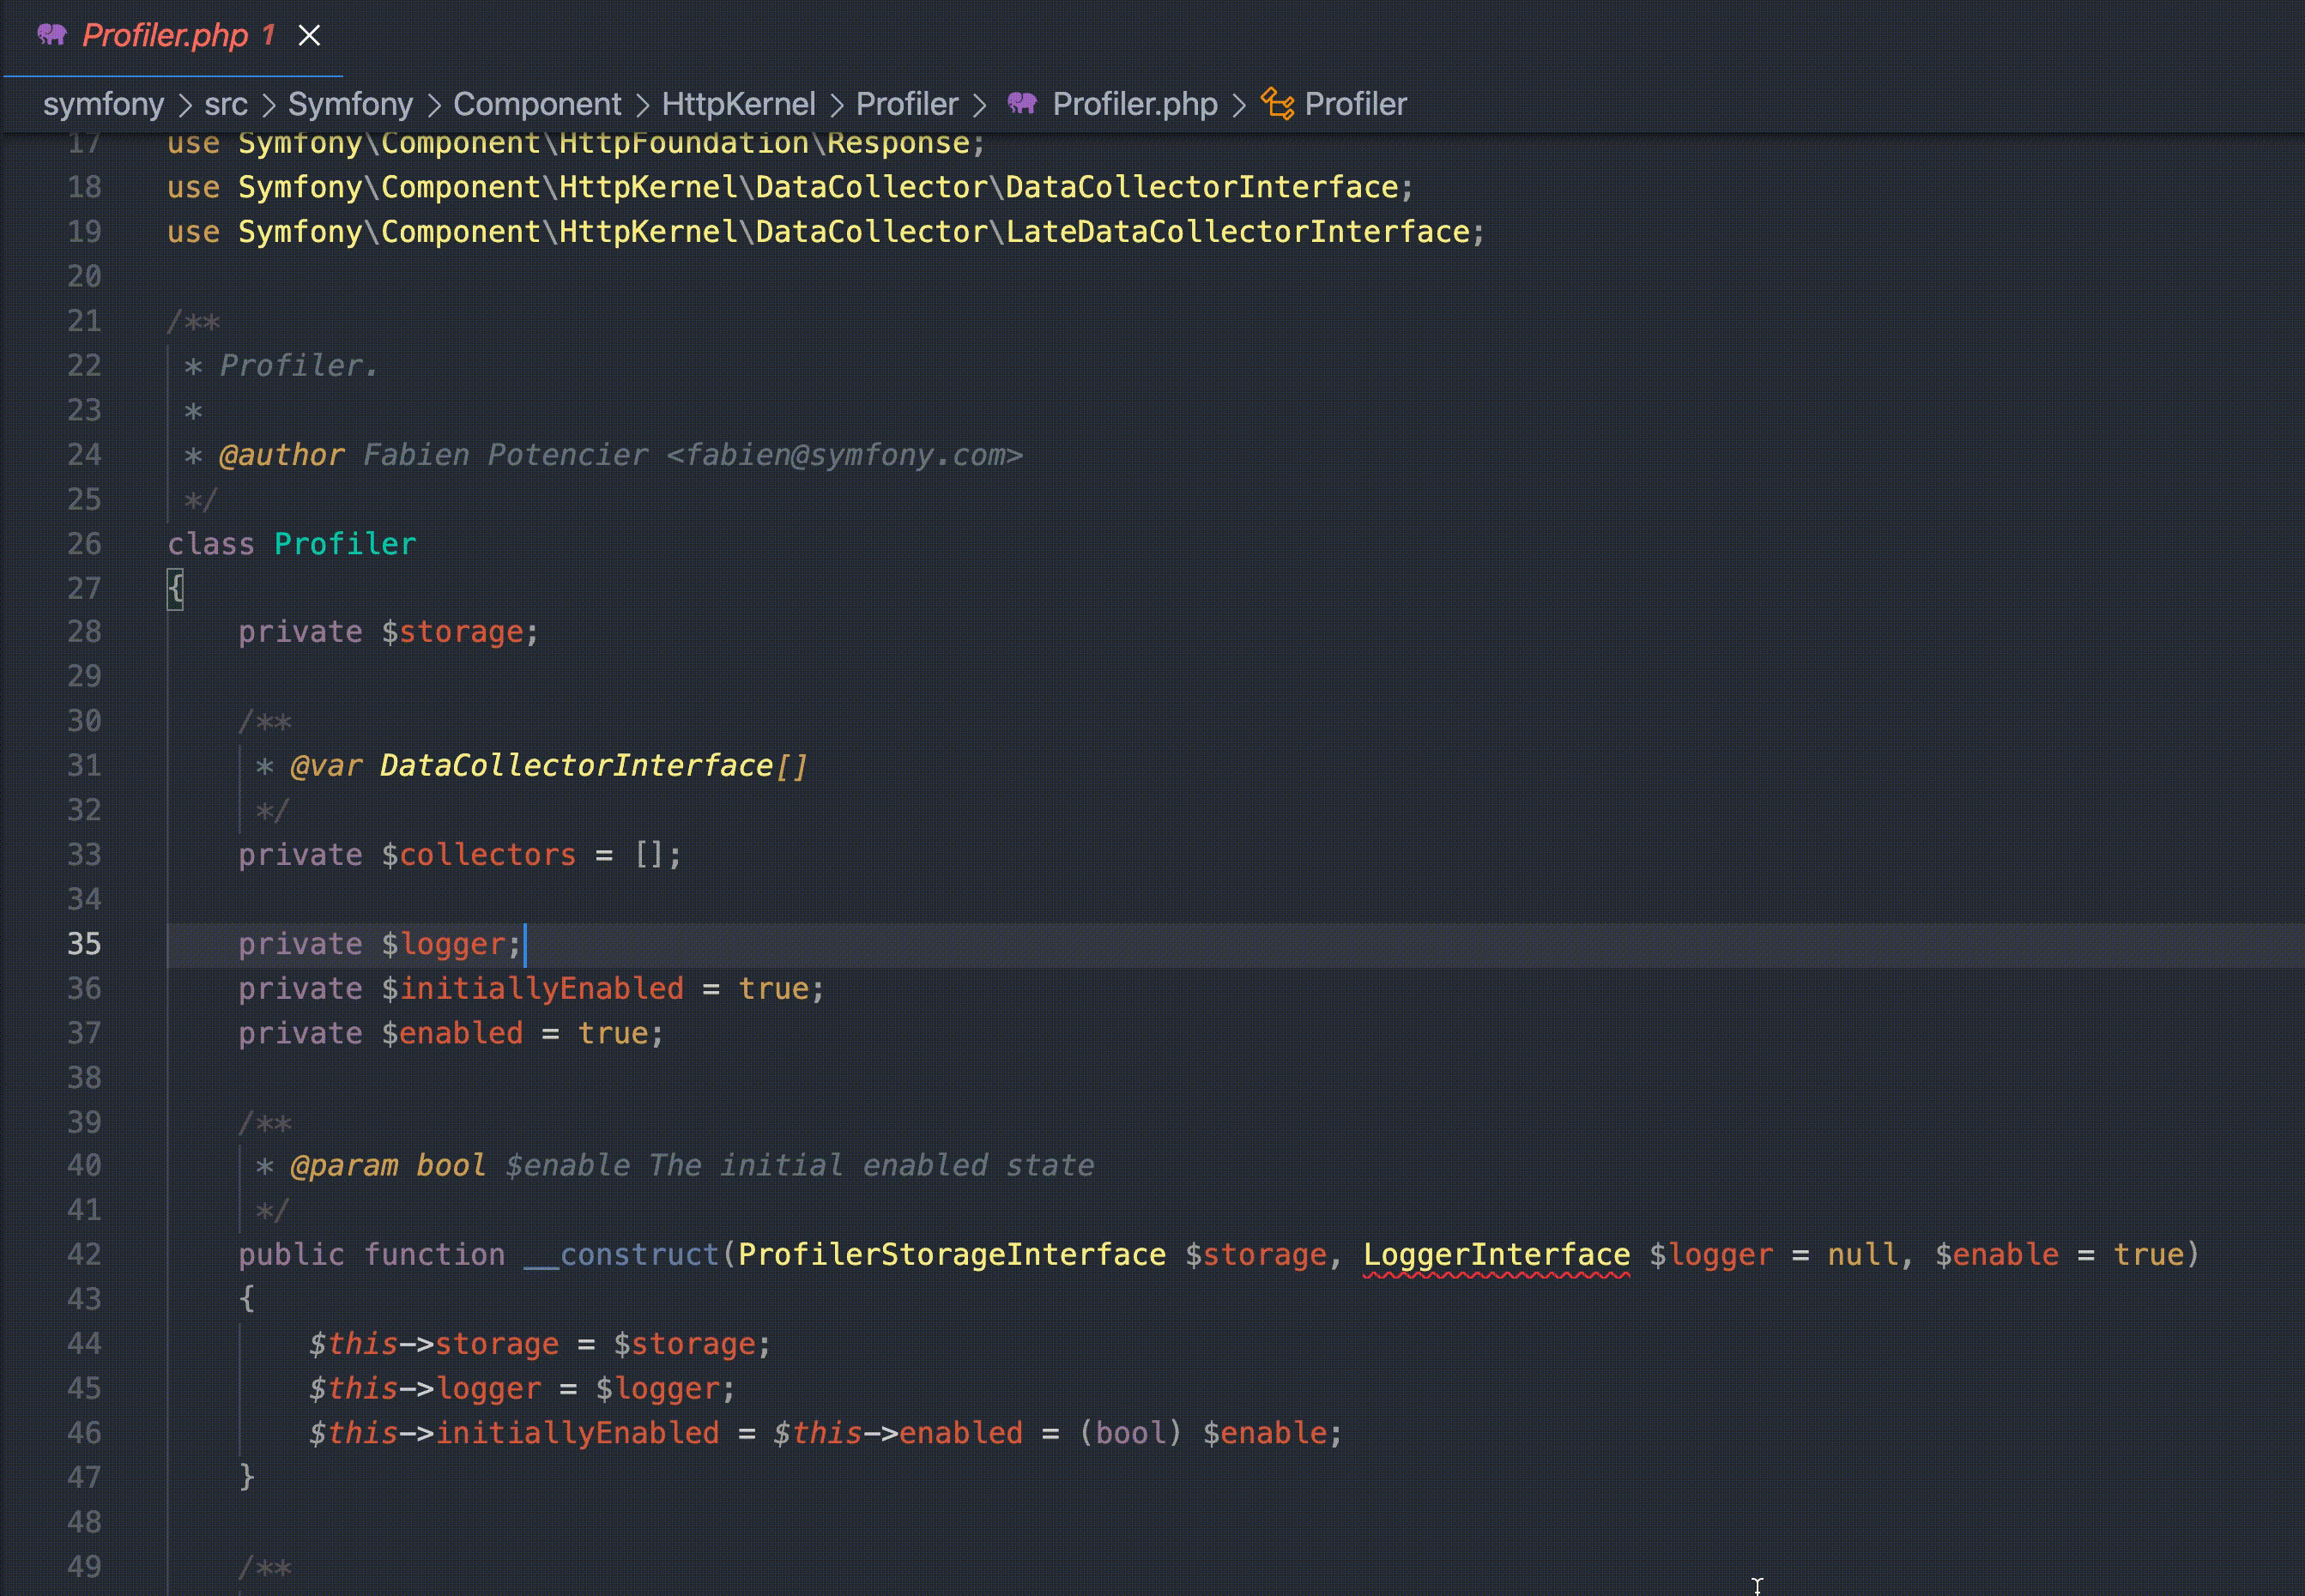 Profiler.php 1
symfony > src > Symfony > Component > HttpKernel > Profiler > Profiler.php > Profiler
17 use Symfony\Component\HttpFoundation\Response;
18 use Symfony\Component\HttpKernel\DataCollector\DataCollectorInterface;
19 use Symfony\Component\HttpKernel\DataCollector\LateDataCollectorInterface;
20
21 /**
22  * Profiler.
23  *
24  * @author Fabien Potencier <fabien@symfony.com>
25  */
26 class Profiler
27 {
28     private $storage;
29
30     /**
31      * @var DataCollectorInterface[]
32      */
33     private $collectors = [];
34
35     private $logger;
36     private $initiallyEnabled = true;
37     private $enabled = true;
38
39     /**
40      * @param bool $enable The initial enabled state
41      */
42     public function __construct(ProfilerStorageInterface $storage, LoggerInterface $logger = null, $enable = true)
43     {
44         $this->storage = $storage;
45         $this->logger = $logger;
46         $this->initiallyEnabled = $this->enabled = (bool) $enable;
47     }
48
49     /**